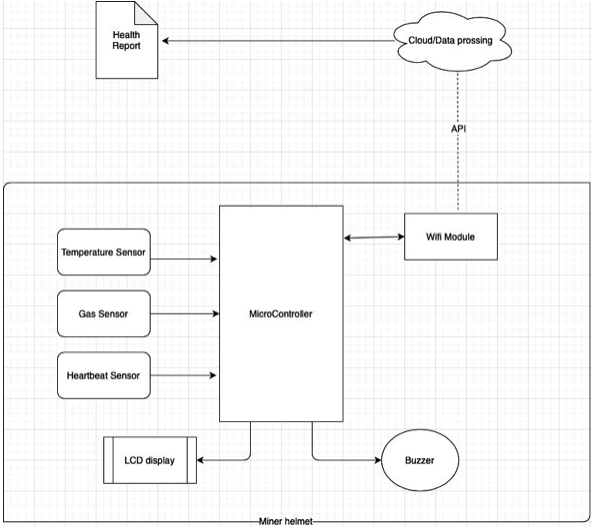 Health
Report
Cloud/Data prossing
API
Wifi Module
Temperature Sensor
Gas Sensor
MicroController
Heartbeat Sensor
LCD display
Buzzer
Miner helmet